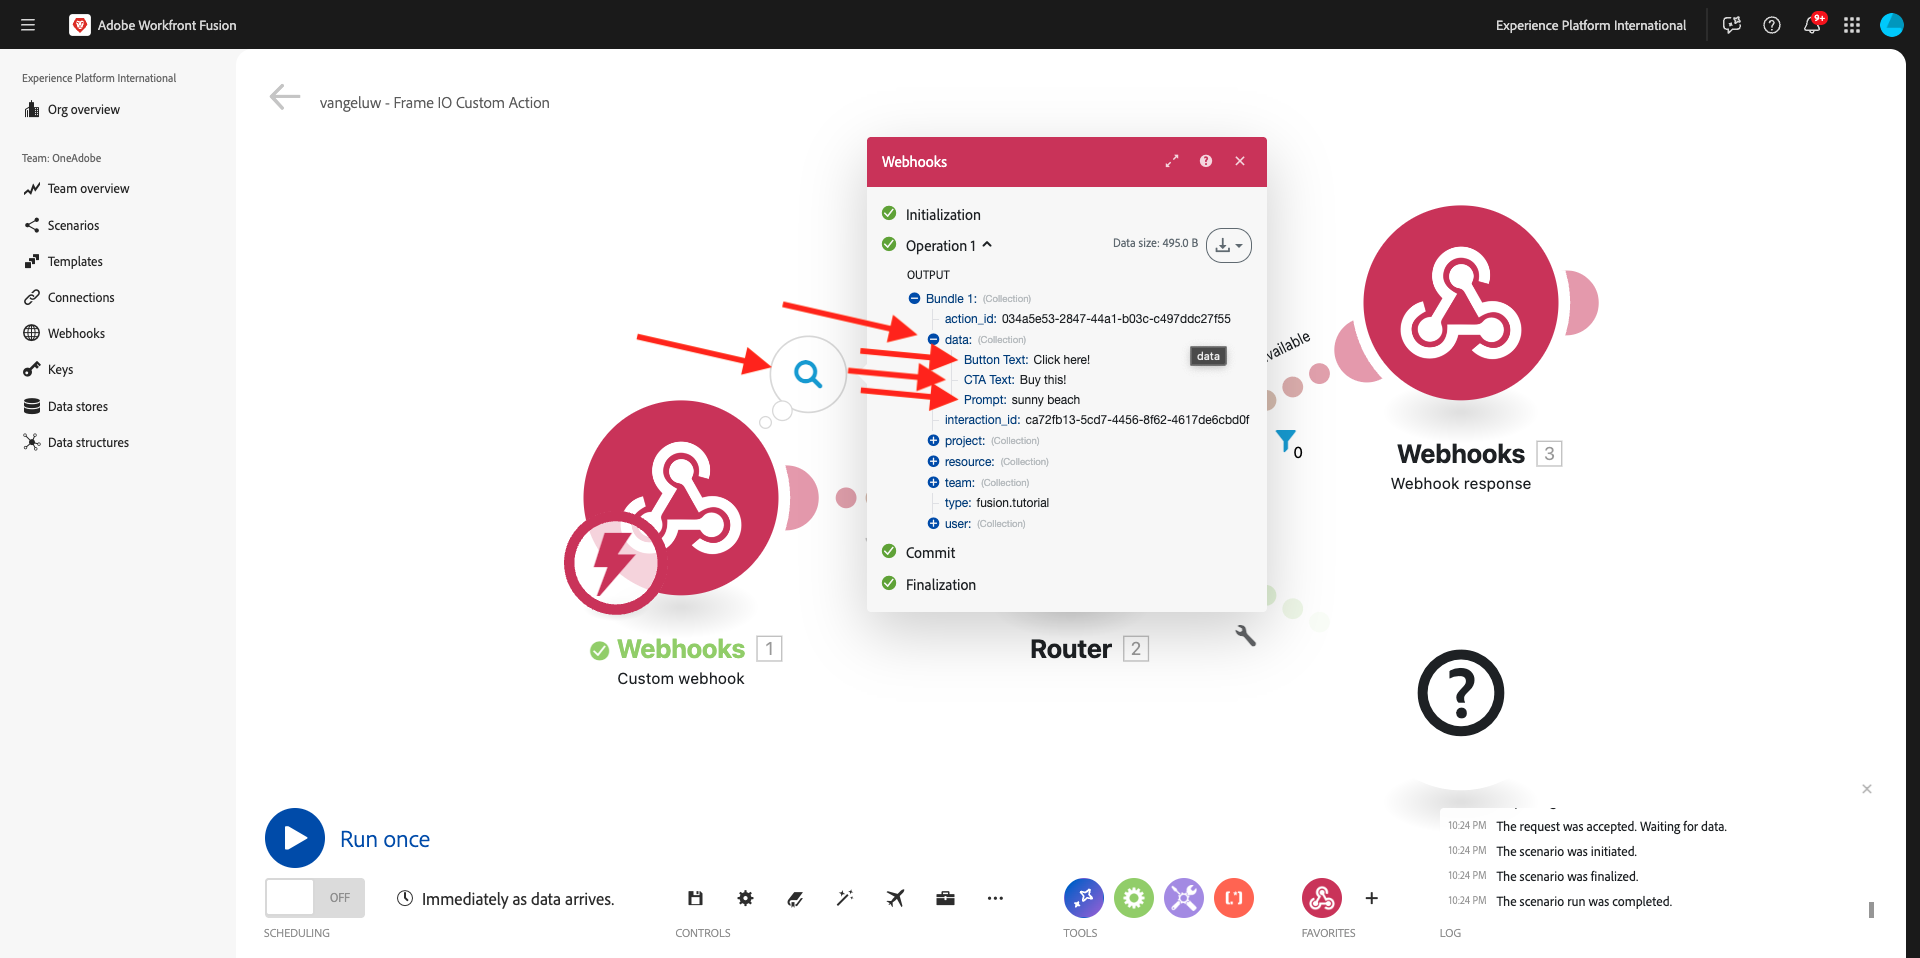 Adobe Workfront Fusion
Experience Platform International
9+
Experience Platform International
Org overview
Team: OneAdobe
Team overview
Scenarios
Templates
Connections
Webhooks
Keys
Data stores
Data structures
vangeluw - Frame IO Custom Action
Webhooks
Initialization
Operation 1
Data size: 495.0 B
OUTPUT
Bundle 1: (Collection)
action_id: 034a5e53-2847-44a1-b03c-c497ddc27f55
data: (Collection)
data
Button Text: Click here!
CTA Text: Buy this!
Prompt: sunny beach
interaction_id: ca72fb13-5cd7-4456-8f62-4617de6cbd0f
project: (Collection)
resource: (Collection)
team: (Collection)
type: fusion.tutorial
user: (Collection)
Commit
Finalization
vailable
0
Webhooks 3
Webhook response
Webhooks 1
Custom webhook
Router 2
?
Run once
OFF
Immediately as data arrives.
SCHEDULING
CONTROLS
TOOLS
FAVORITES
LOG
10:24 PM The request was accepted. Waiting for data.
10:24 PM The scenario was initiated.
10:24 PM The scenario was finalized.
10:24 PM The scenario run was completed.